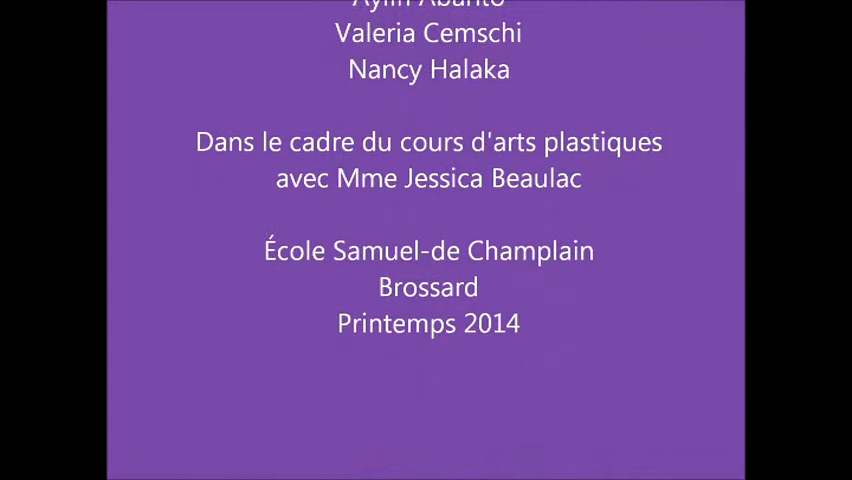 Valeria Cemschi
Nancy Halaka
Dans le cadre du cours d'arts plastiques
avec Mme Jessica Beaulac
École Samuel-de Champlain
Brossard
Printemps 2014